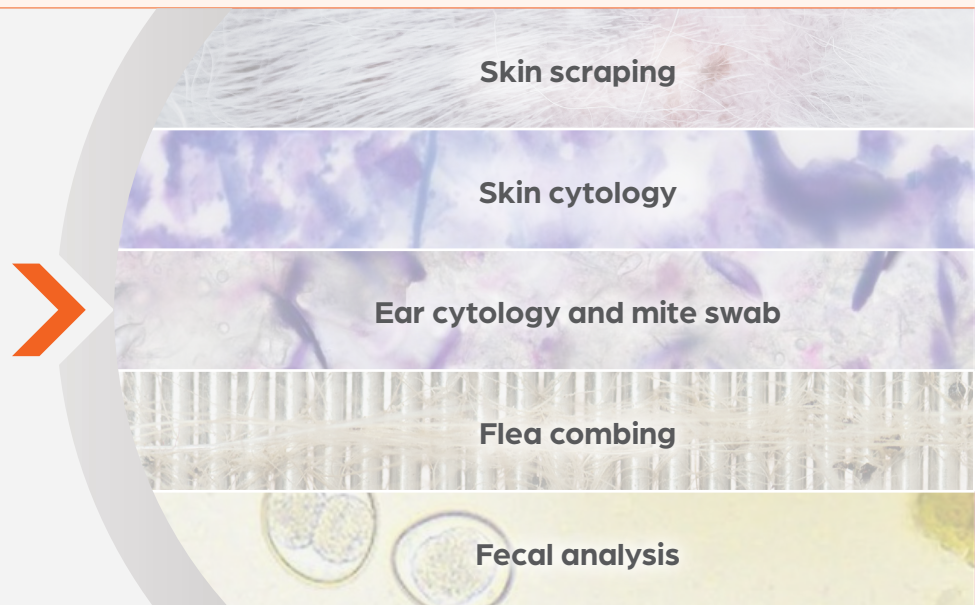 Skin scraping
Skin cytology
Ear cytology and mite swab
Flea combing
Fecal analysis